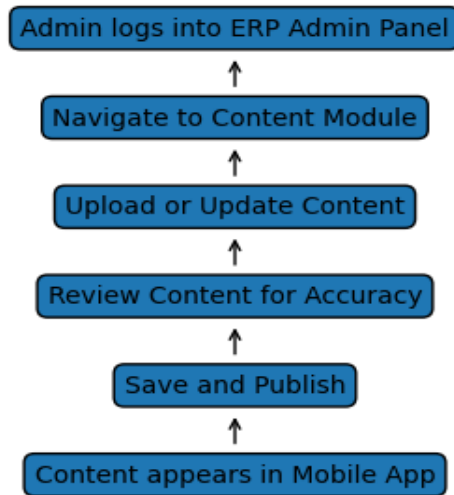 Admin logs into ERP Admin Panel
Navigate to Content Module
Upload or Update Content
Review Content for Accuracy
Save and Publish
Content appears in Mobile App